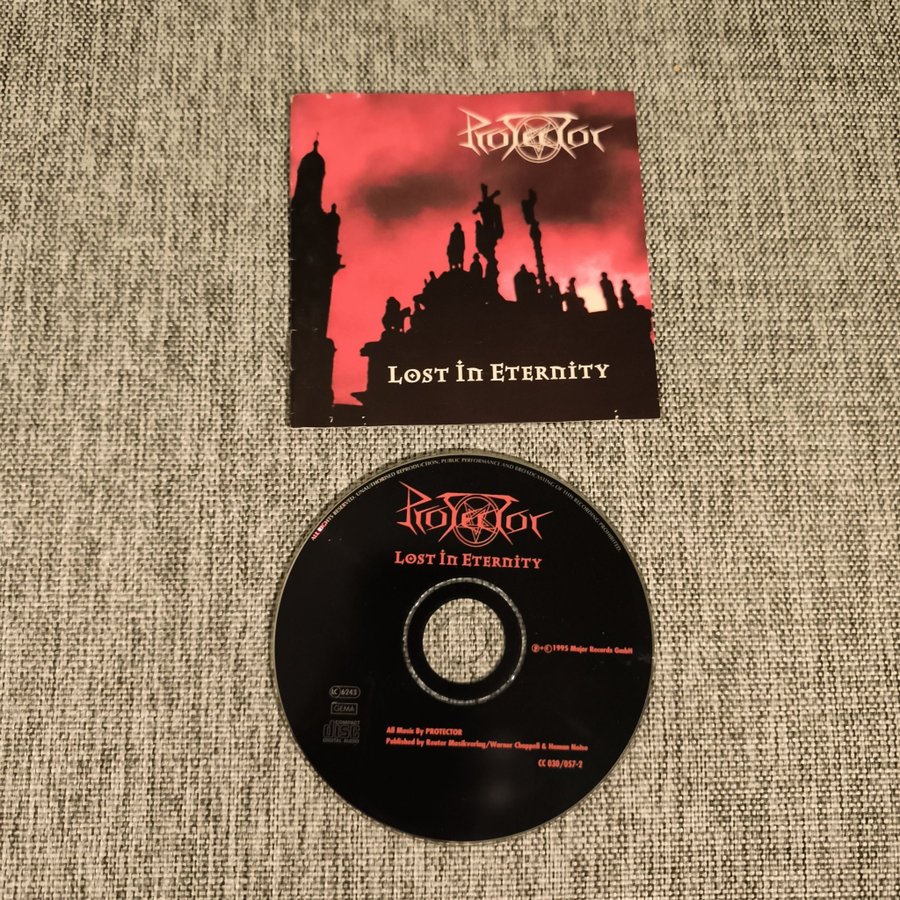 Protector
Lost in Eternity
ALL RIGHTS RESERVED. UNAUTHORISED REPRODUCTION, PUBLIC PERFORMANCE AND BROADCASTING OF THIS RECORDING PROHIBITED.
Protector
Lost in Eternity
℗+© 1995 Major Records GmbH
LC 6243
GEMA
COMPACT
disc
DIGITAL AUDIO
All Music By PROTECTOR
Published by Reuter Musikverlag/Warner Chappell & Human Noise
CC 030/057-2